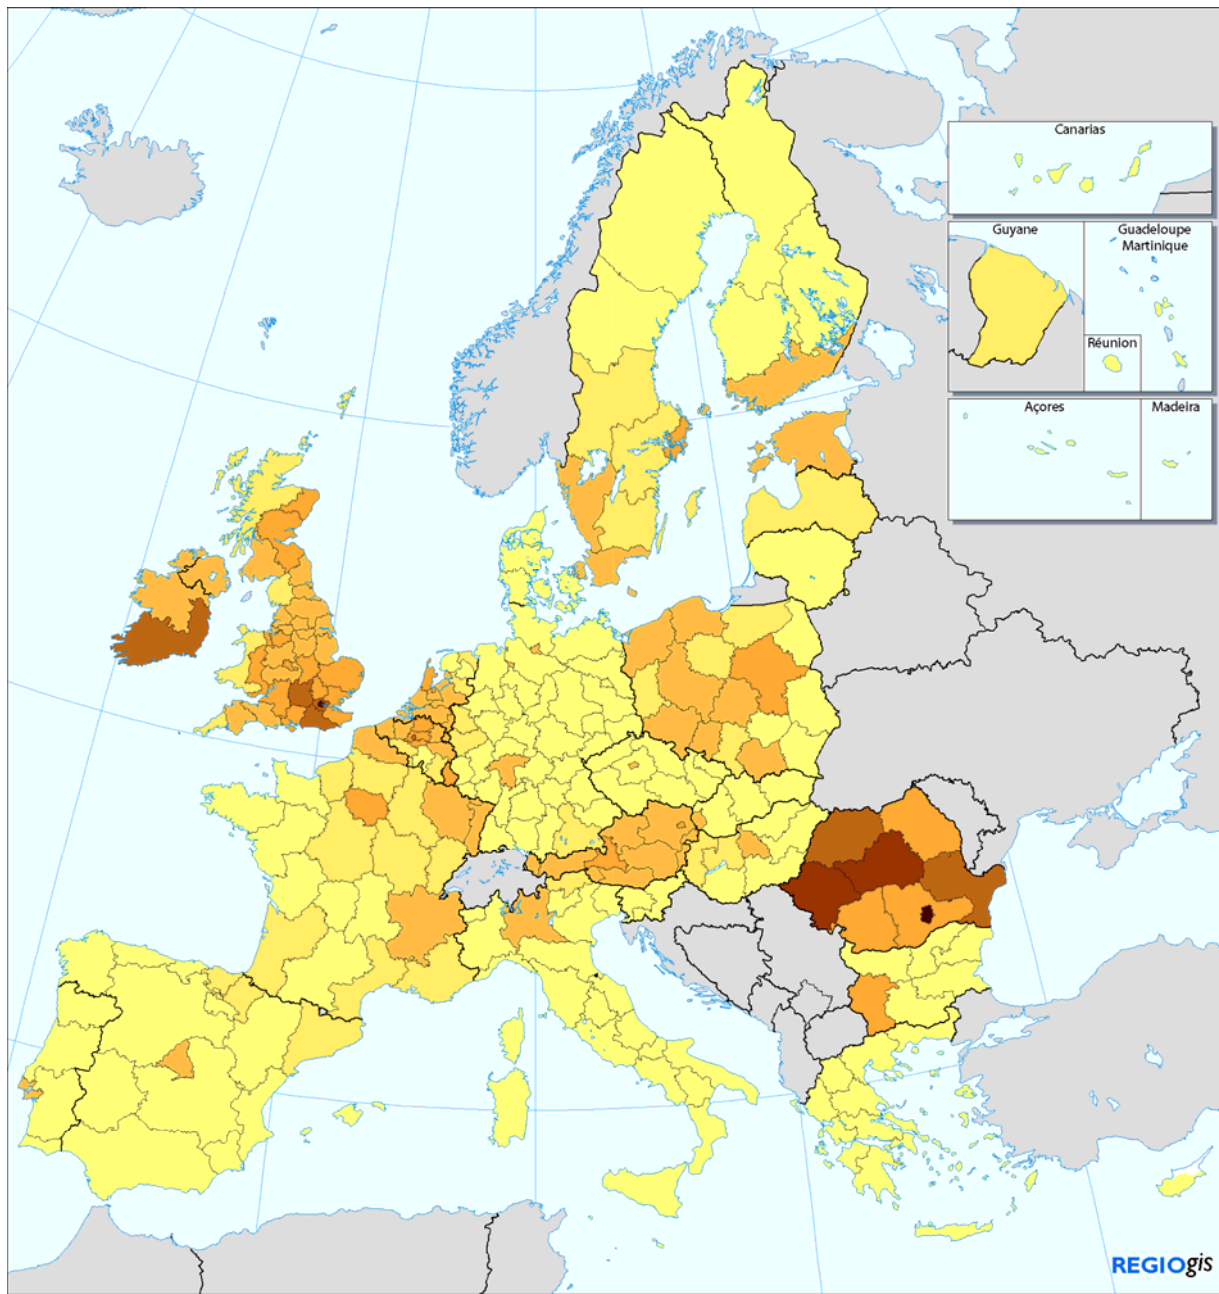 Canarias
Guyane
Guadeloupe
Martinique
Réunion
Açores
Madeira
REGIOgis